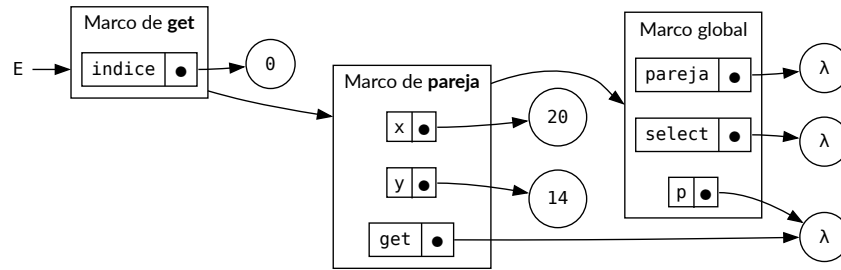 E
Marco de get
indice
0
Marco de pareja
x
20
y
14
get
Marco global
pareja
λ
select
λ
p
λ